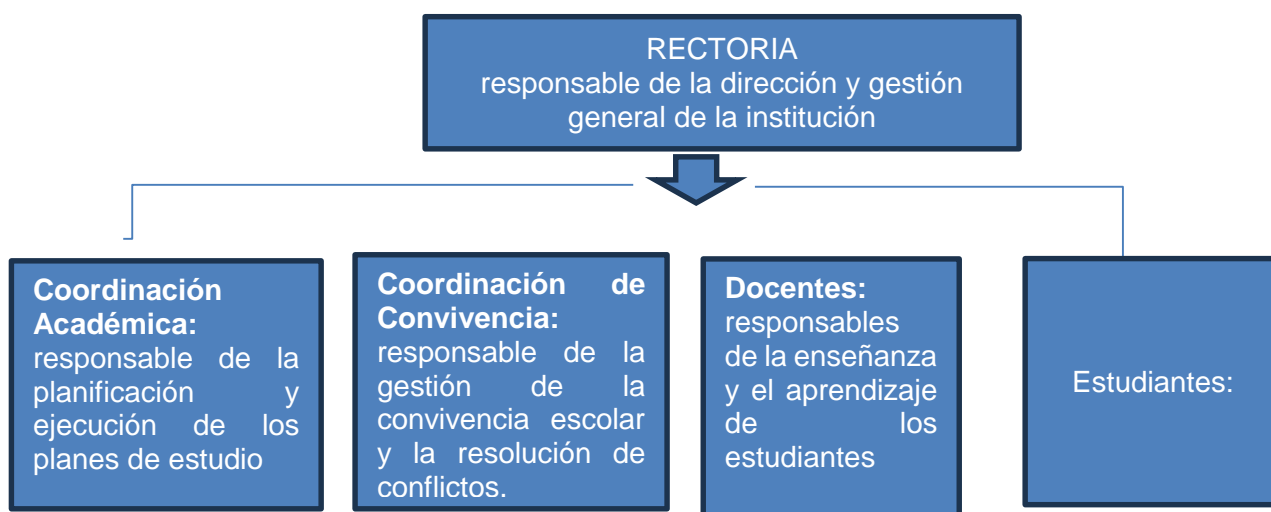 RECTORIA
responsable de la dirección y gestión
general de la institución
Coordinación
Académica:
responsable de la
planificación y
ejecución de los
planes de estudio
Coordinación de
Convivencia:
responsable de la
gestión de la
convivencia escolar
y la resolución de
conflictos.
Docentes:
responsables
de la enseñanza
y el aprendizaje
de los
estudiantes
Estudiantes: